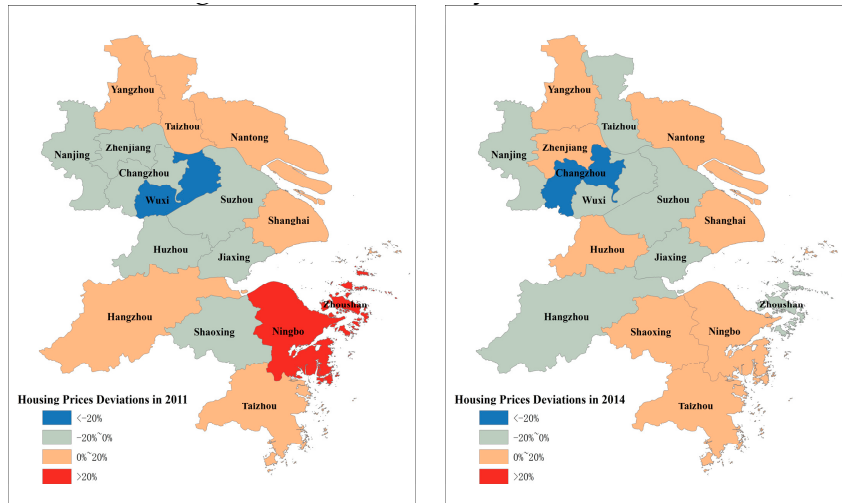 Yangzhou
Taizhou
Nantong
Nanjing
Zhenjiang
Changzhou
Wuxi
Suzhou
Shanghai
Huzhou
Jiaxing
Zhoushan
Hangzhou
Shaoxing
Ningbo
Taizhou
Housing Prices Deviations in 2011
<-20%
-20%~0%
0%~20%
>20%
Yangzhou
Taizhou
Nantong
Zhenjiang
Nanjing
Changzhou
Wuxi
Suzhou
Shanghai
Huzhou
Jiaxing
Zhoushan
Hangzhou
Shaoxing
Ningbo
Taizhou
Housing Prices Deviations in 2014
<-20%
-20%~0%
0%~20%
>20%